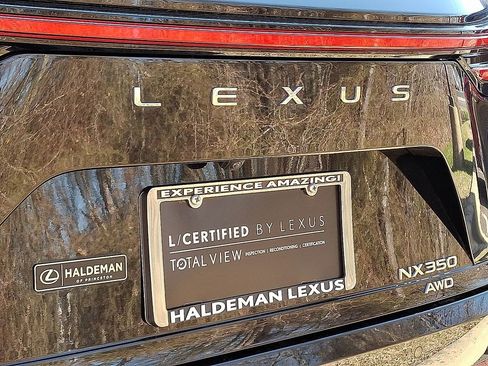 LEXUS
EXPERIENCE AMAZING!
L/CERTIFIED BY LEXUS
TOTAL VIEW INSPECTION | RECONDITIONING | CERTIFICATION
HALDEMAN LEXUS
HALDEMAN
OF PRINCETON
NX350
AWD